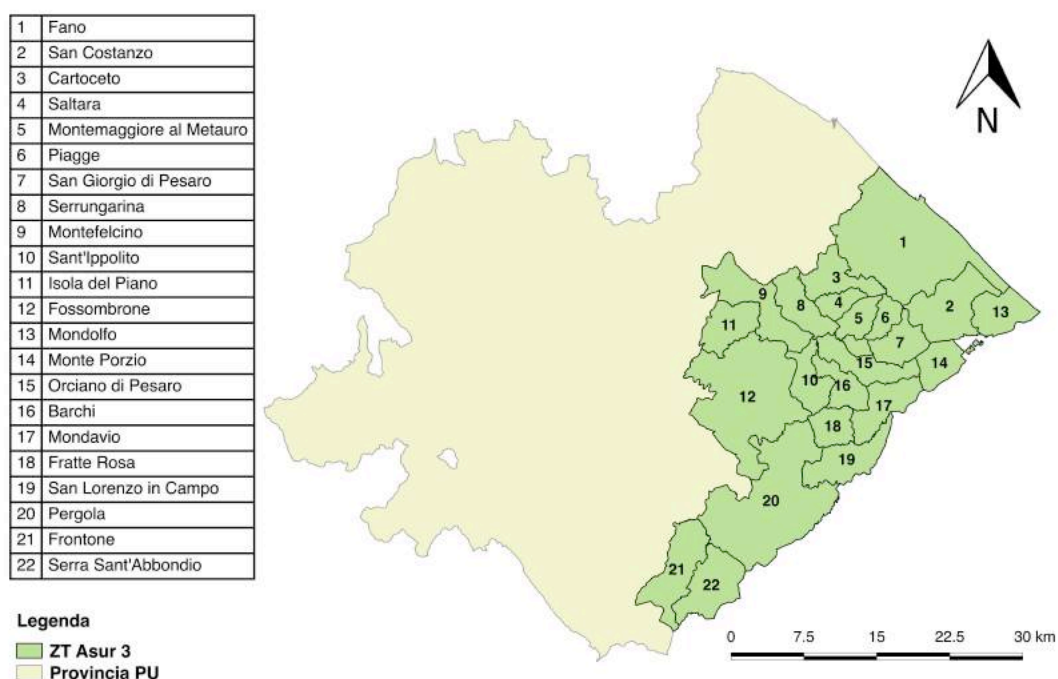 1 Fano
2 San Costanzo
3 Cartoceto
4 Saltara
5 Montemaggiore al Metauro
6 Piagge
7 San Giorgio di Pesaro
8 Serrungarina
9 Montefelcino
10 Sant'Ippolito
11 Isola del Piano
12 Fossombrone
13 Mondolfo
14 Monte Porzio
15 Orciano di Pesaro
16 Barchi
17 Mondavio
18 Fratte Rosa
19 San Lorenzo in Campo
20 Pergola
21 Frontone
22 Serra Sant'Abbondio
N
1
3
9
4
8
2
13
5
6
11
7
15
14
10
16
12
17
18
19
20
21
22
Legenda
ZT Asur 3
Provincia PU
0 7.5 15 22.5 30 km